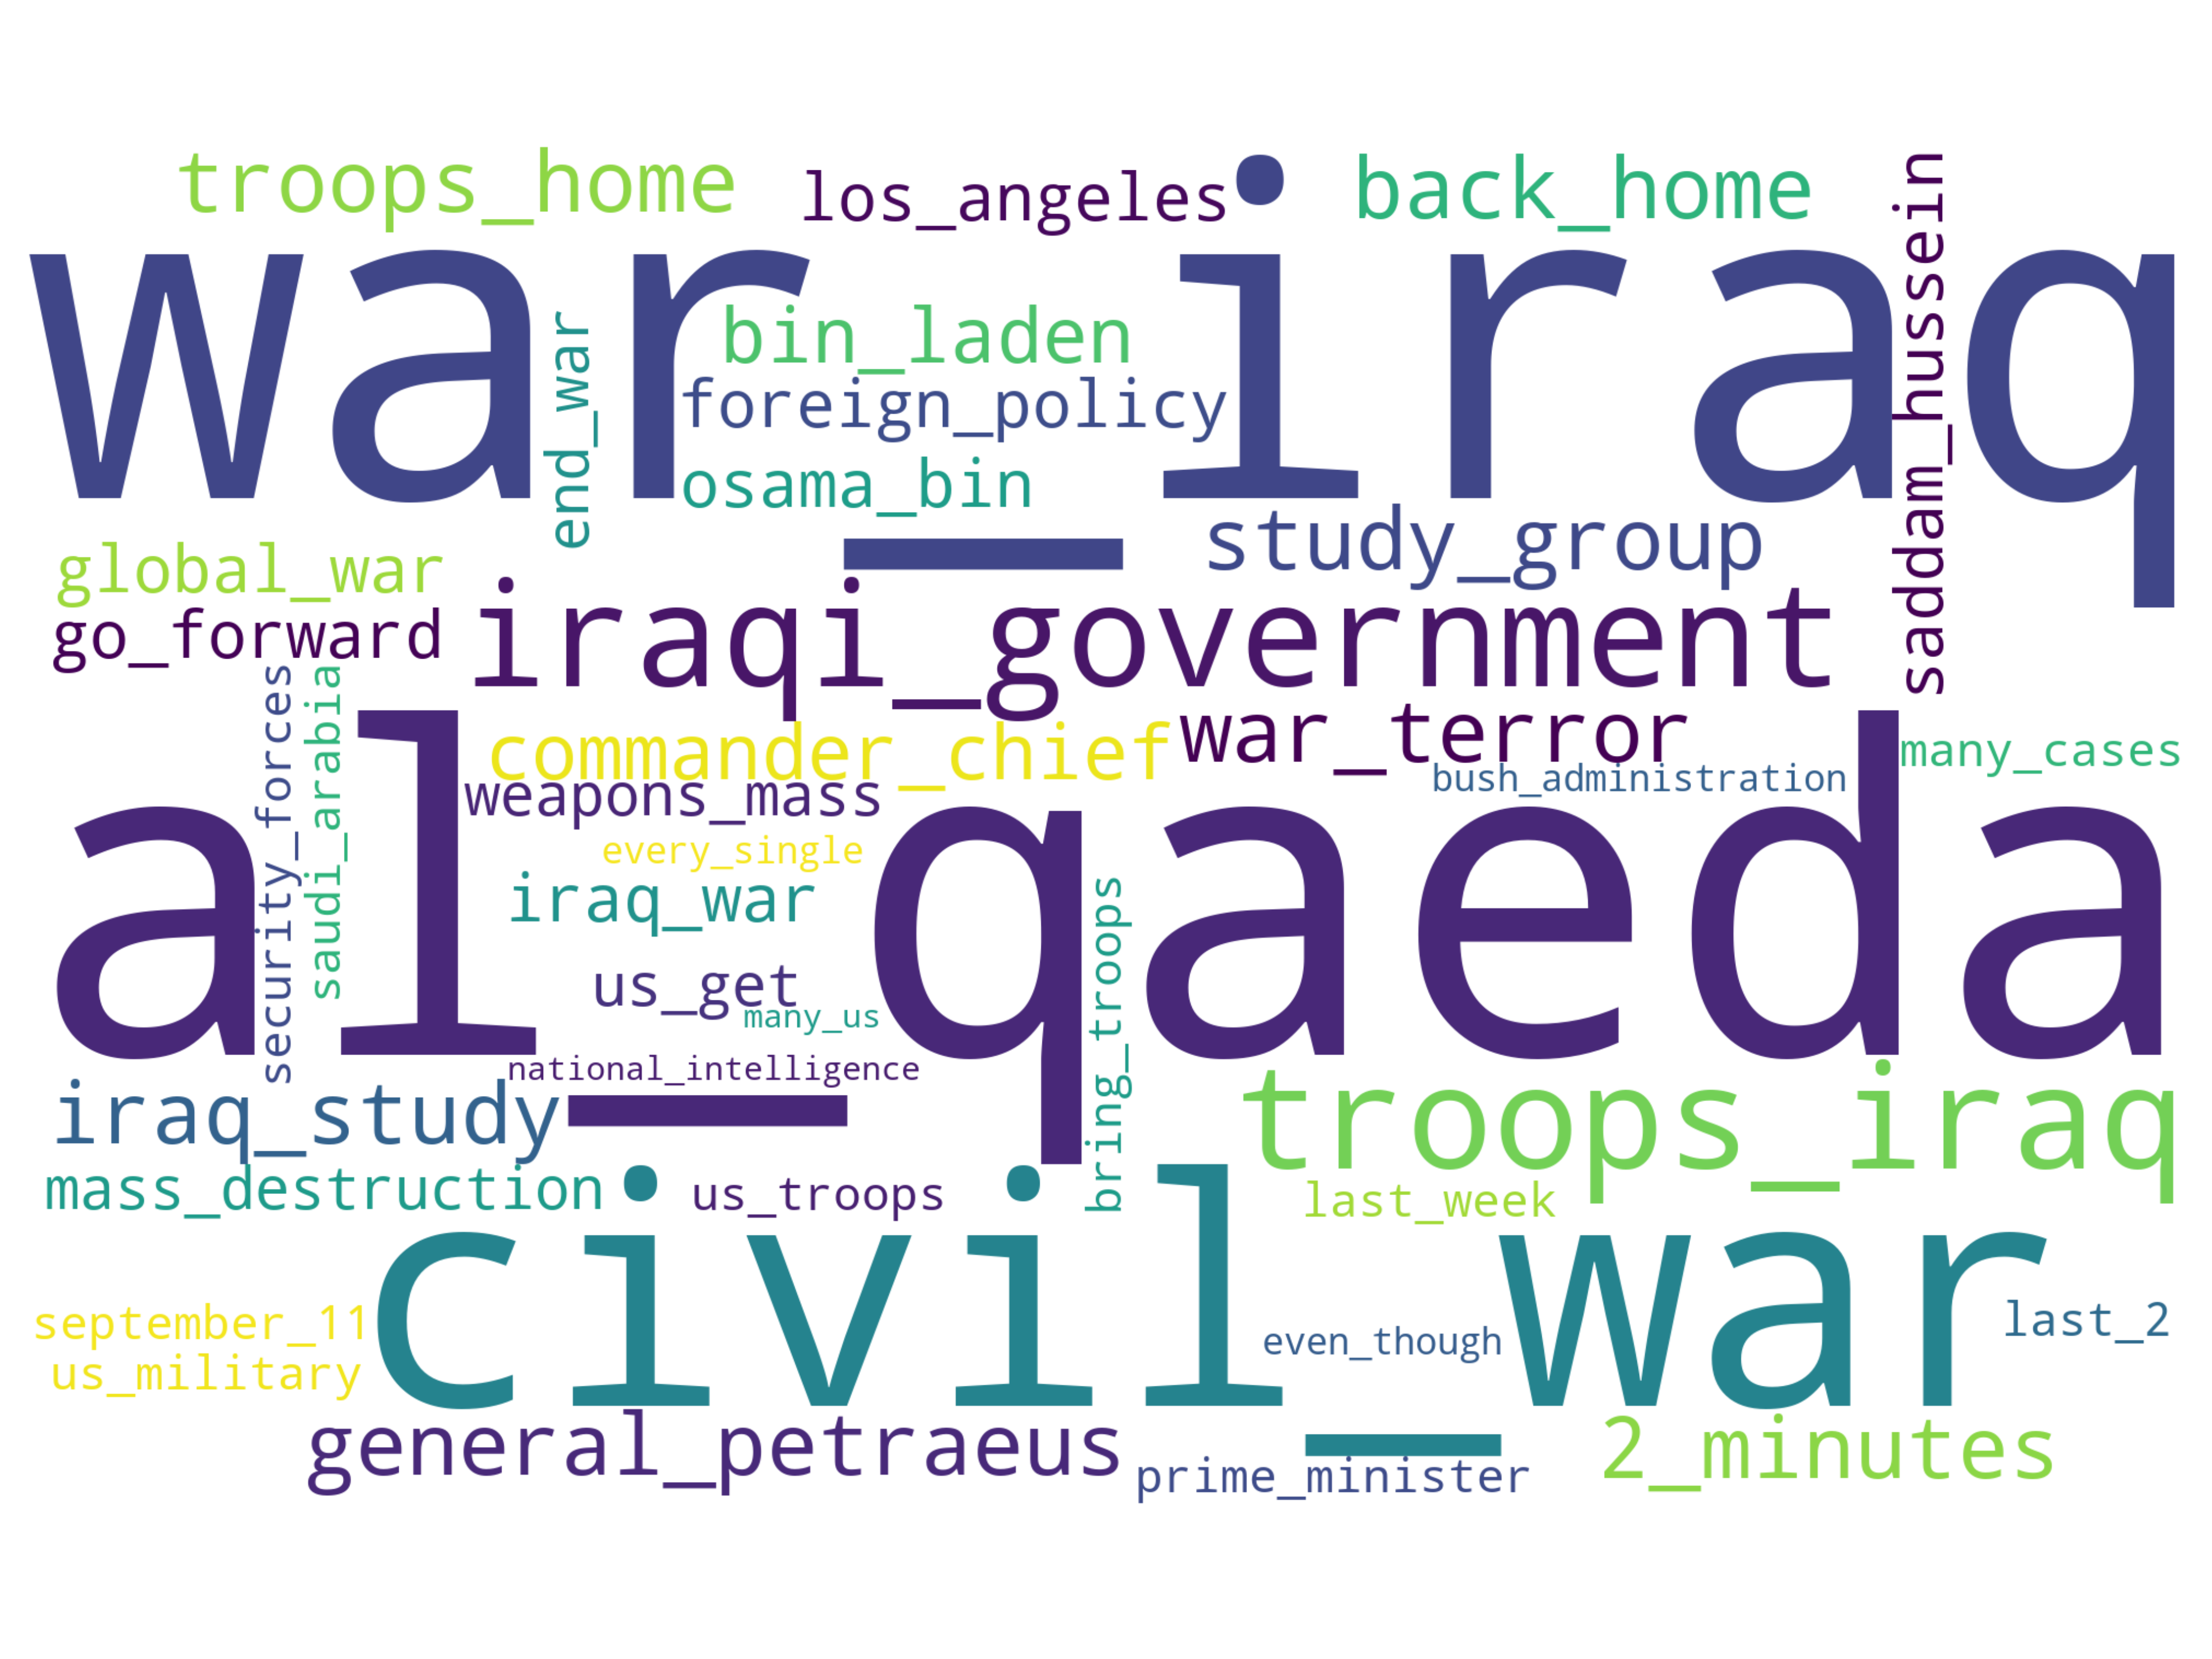 troops_home
los_angeles
back_home
saddam_hussein
war_iraq
end_war
bin_laden
foreign_policy
osama_bin
study_group
global_war
go_forward
iraqi_government
security_forces
saudi_arabia
commander_chief
war_terror
many_cases
bush_administration
weapons_mass
every_single
al_qaeda
iraq_war
us_get
many_us
bring_troops
national_intelligence
iraq_study
troops_iraq
mass_destruction
us_troops
last_week
civil_war
september_11
us_military
even_though
last_2
general_petraeus
prime_minister
2_minutes